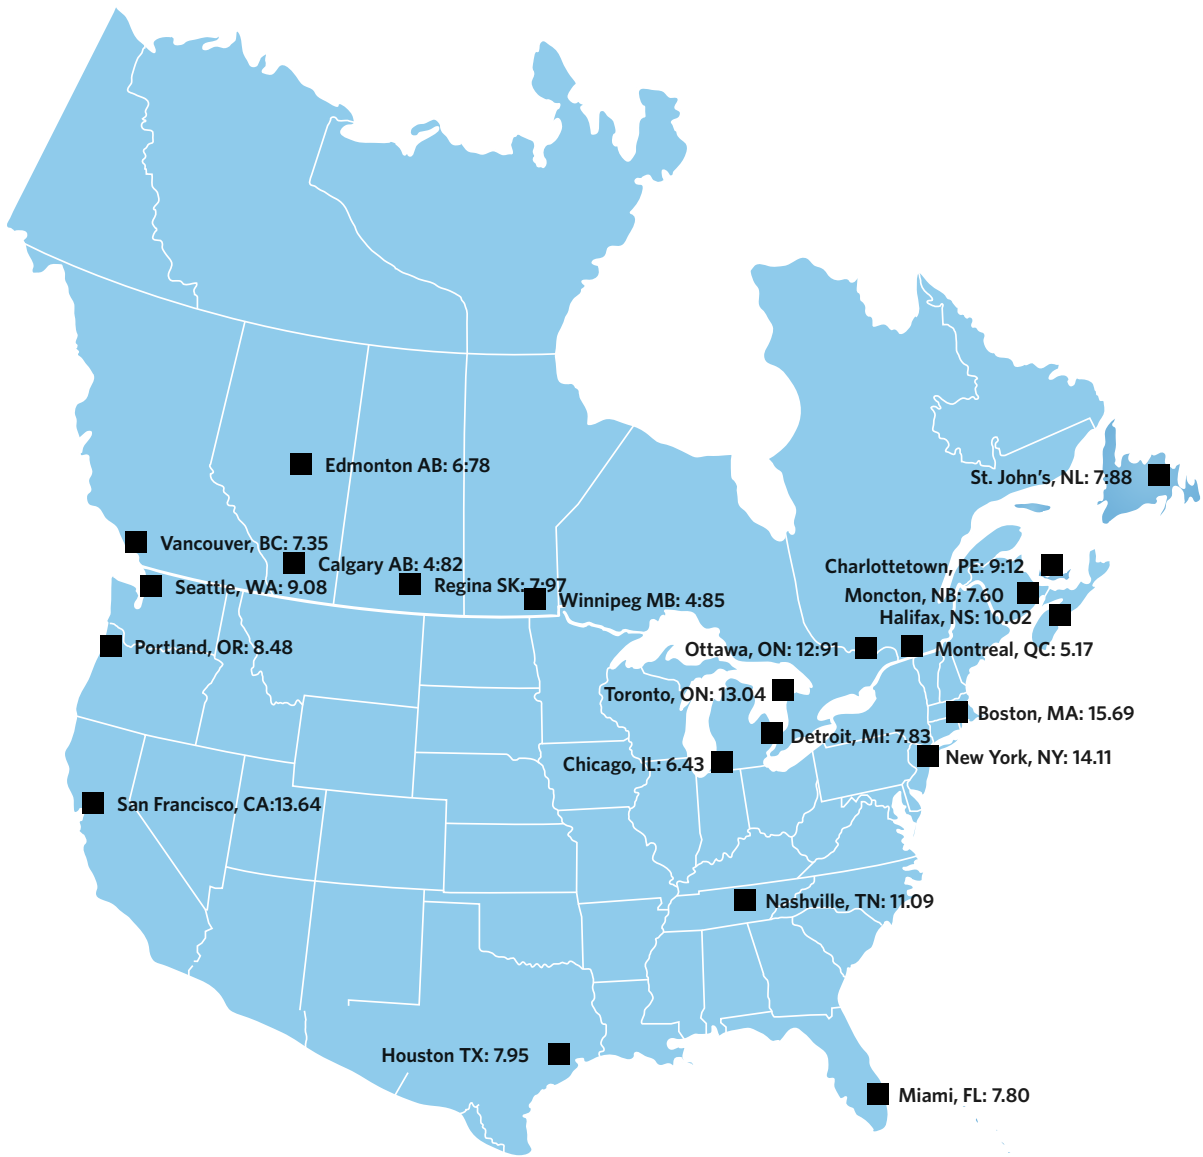 Edmonton AB: 6:78
St. John's, NL: 7:88
Vancouver, BC: 7.35
Calgary AB: 4:82
Charlottetown, PE: 9:12
Seattle, WA: 9.08
Regina SK: 7:97
Moncton, NB: 7.60
Winnipeg MB: 4:85
Halifax, NS: 10.02
Portland, OR: 8.48
Ottawa, ON: 12:91
Montreal, QC: 5.17
Toronto, ON: 13.04
Boston, MA: 15.69
Detroit, MI: 7.83
New York, NY: 14.11
Chicago, IL: 6.43
San Francisco, CA:13.64
Nashville, TN: 11.09
Houston TX: 7.95
Miami, FL: 7.80